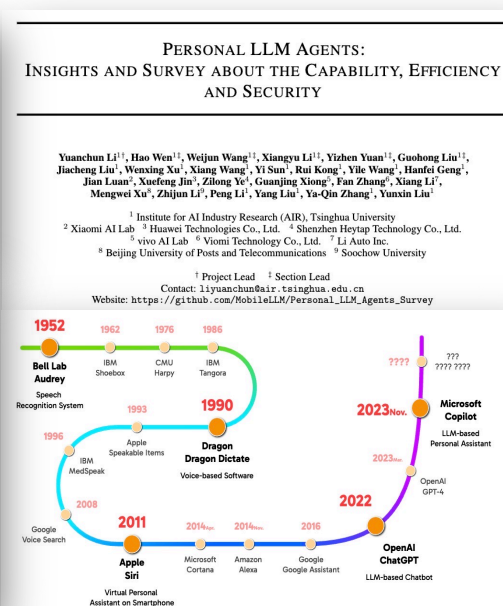 PERSONAL LLM AGENTS:
INSIGHTS AND SURVEY ABOUT THE CAPABILITY, EFFICIENCY
AND SECURITY
Yuanchun Li¹†, Hao Wen¹‡, Weijun Wang¹‡, Xiangyu Li¹‡, Yizhen Yuan¹‡, Guohong Liu¹‡,
Jiacheng Liu¹, Wenxing Xu¹, Xiang Wang¹, Yi Sun¹, Rui Kong¹, Yile Wang¹, Hanfei Geng¹,
Jian Luan², Xuefeng Jin³, Zilong Ye⁴, Guanjing Xiong⁵, Fan Zhang⁶, Xiang Li⁷,
Mengwei Xu⁸, Zhijun Li⁹, Peng Li¹, Yang Liu¹, Ya-Qin Zhang¹, Yunxin Liu¹
¹ Institute for AI Industry Research (AIR), Tsinghua University
² Xiaomi AI Lab ³ Huawei Technologies Co., Ltd. ⁴ Shenzhen Heytap Technology Co., Ltd.
⁵ vivo AI Lab ⁶ Viomi Technology Co., Ltd. ⁷ Li Auto Inc.
⁸ Beijing University of Posts and Telecommunications ⁹ Soochow University
† Project Lead ‡ Section Lead
Contact: liyuanchun@air.tsinghua.edu.cn
Website: https://github.com/MobileLLM/Personal_LLM_Agents_Survey
1952
Bell Lab
Audrey
Speech
Recognition System
1962
IBM
Shoebox
1976
CMU
Harpy
1986
IBM
Tangora
1990
Dragon
Dragon Dictate
Voice-based Software
1993
Apple
Speakable Items
1996
IBM
MedSpeak
2008
Google
Voice Search
2011
Apple
Siri
Virtual Personal
Assistant on Smartphone
2014Apr.
Microsoft
Cortana
2014Nov.
Amazon
Alexa
2016
Google
Google Assistant
2022
OpenAI
ChatGPT
LLM-based Chatbot
2023Mar.
OpenAI
GPT-4
2023Nov.
Microsoft
Copilot
LLM-based
Personal Assistant
????
???
???? ????